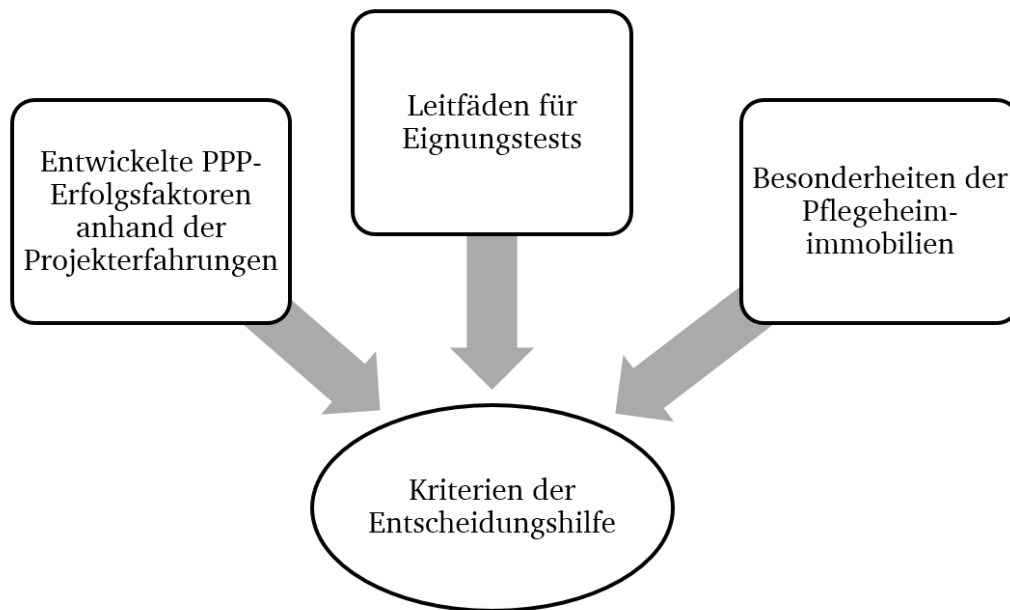 Leitfäden für
Eignungstests
Entwickelte PPP-
Erfolgsfaktoren
anhand der
Projekterfahrungen
Besonderheiten der
Pflegeheim-
immobilien
Kriterien der
Entscheidungshilfe